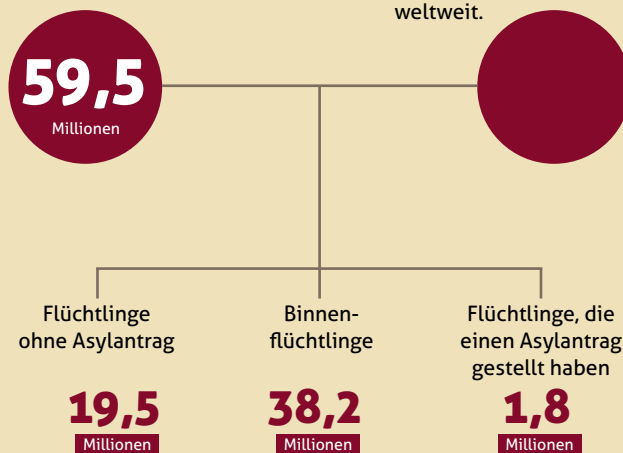 weltweit.
59,5
Millionen
Flüchtlinge
ohne Asylantrag
19,5
Millionen
Binnen-
flüchtlinge
38,2
Millionen
Flüchtlinge, die
einen Asylantrag
gestellt haben
1,8
Millionen